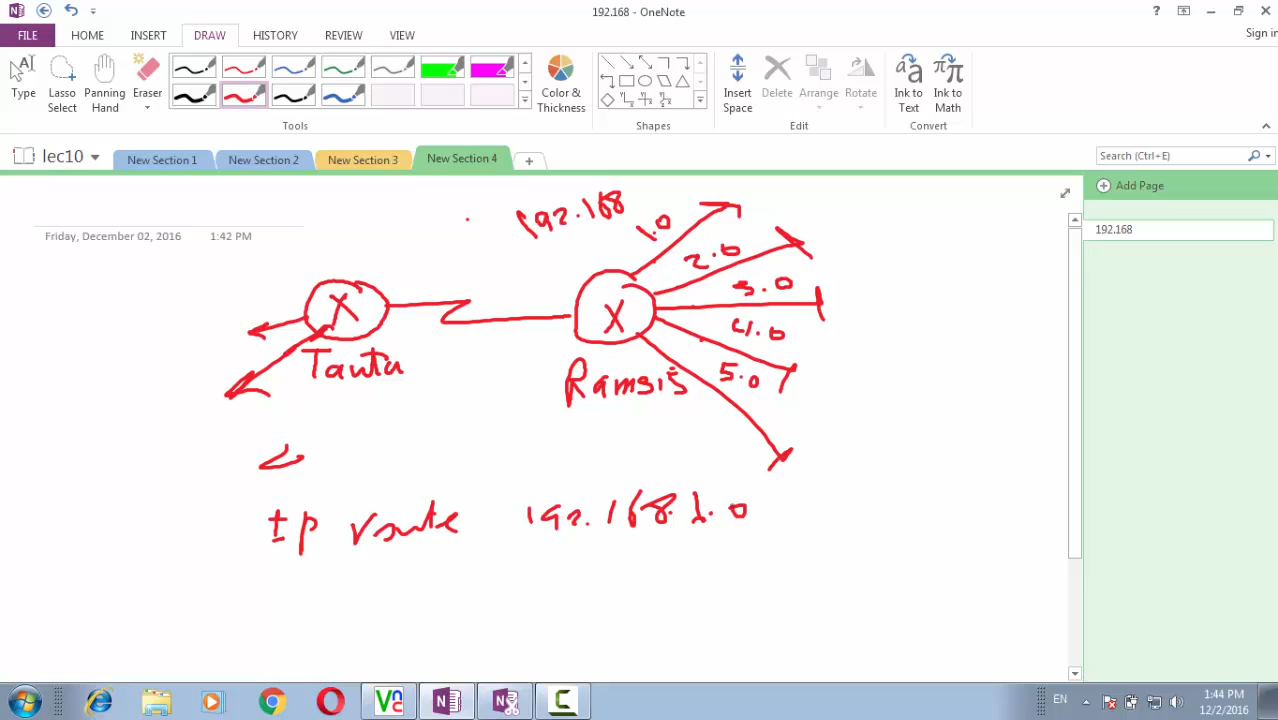 192.168 - OneNote
Sign in
FILE HOME INSERT DRAW HISTORY REVIEW VIEW
Type
Lasso Select
Panning Hand
Eraser
Color & Thickness
Insert Space
Delete
Arrange
Rotate
Ink to Text
Ink to Math
Tools
Shapes
Edit
Convert
lec10
New Section 1
New Section 2
New Section 3
New Section 4
Search (Ctrl+E)
Add Page
192.168
Friday, December 02, 2016 1:42 PM
192.168
1.0
2.0
3.0
4.0
5.0
X
X
Tanta
Ramsis
ip route 192.168.1.0
EN
1:44 PM
12/2/2016